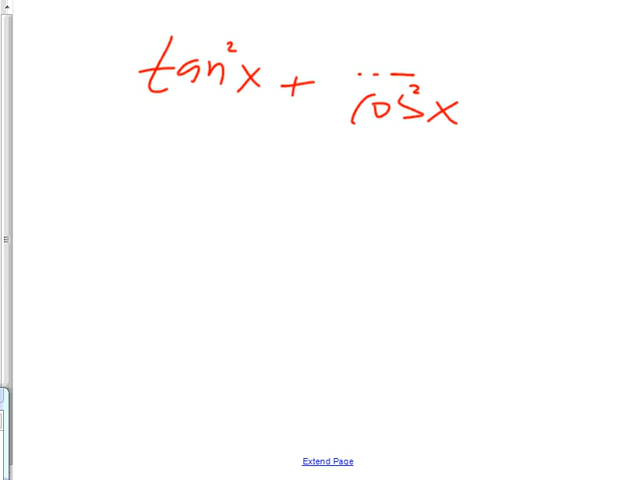 tan²x + ---
cos²x
Extend Page